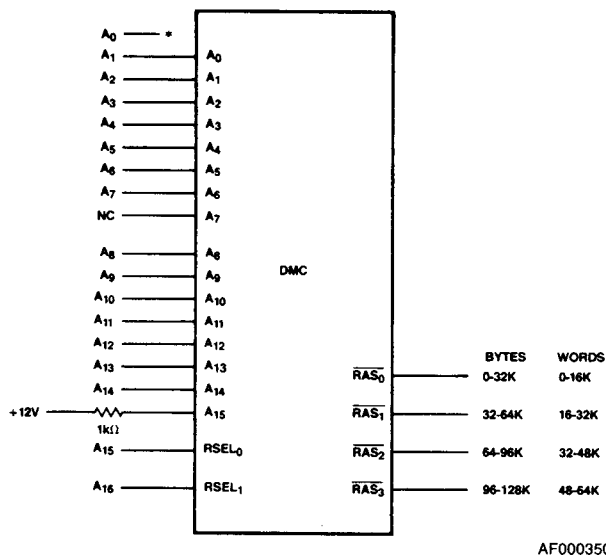 A0 *
A1 A0
A2 A1
A3 A2
A4 A3
A5 A4
A6 A5
A7 A6
NC A7
A8 A8
A9 A9
A10 A10
DMC
A11 A11
A12 A12
A13 A13
A14 A14
+12V 1kΩ A15
A15 RSEL0
A16 RSEL1
BYTES WORDS
RAS0 0-32K 0-16K
RAS1 32-64K 16-32K
RAS2 64-96K 32-48K
RAS3 96-128K 48-64K
AF000350